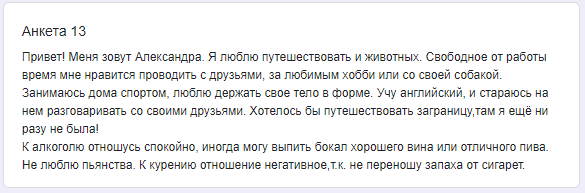 Анкета 13
Привет! Меня зовут Александра. Я люблю путешествовать и животных. Свободное от работы
время мне нравится проводить с друзьями, за любимым хобби или со своей собакой.
Занимаюсь дома спортом, люблю держать свое тело в форме. Учу английский, и стараюсь на
нем разговаривать со своими друзьями. Хотелось бы путешествовать заграницу,там я ещё ни
разу не была!
К алкоголю отношусь спокойно, иногда могу выпить бокал хорошего вина или отличного пива.
Не люблю пьянства. К курению отношение негативное,т.к. не переношу запаха от сигарет.